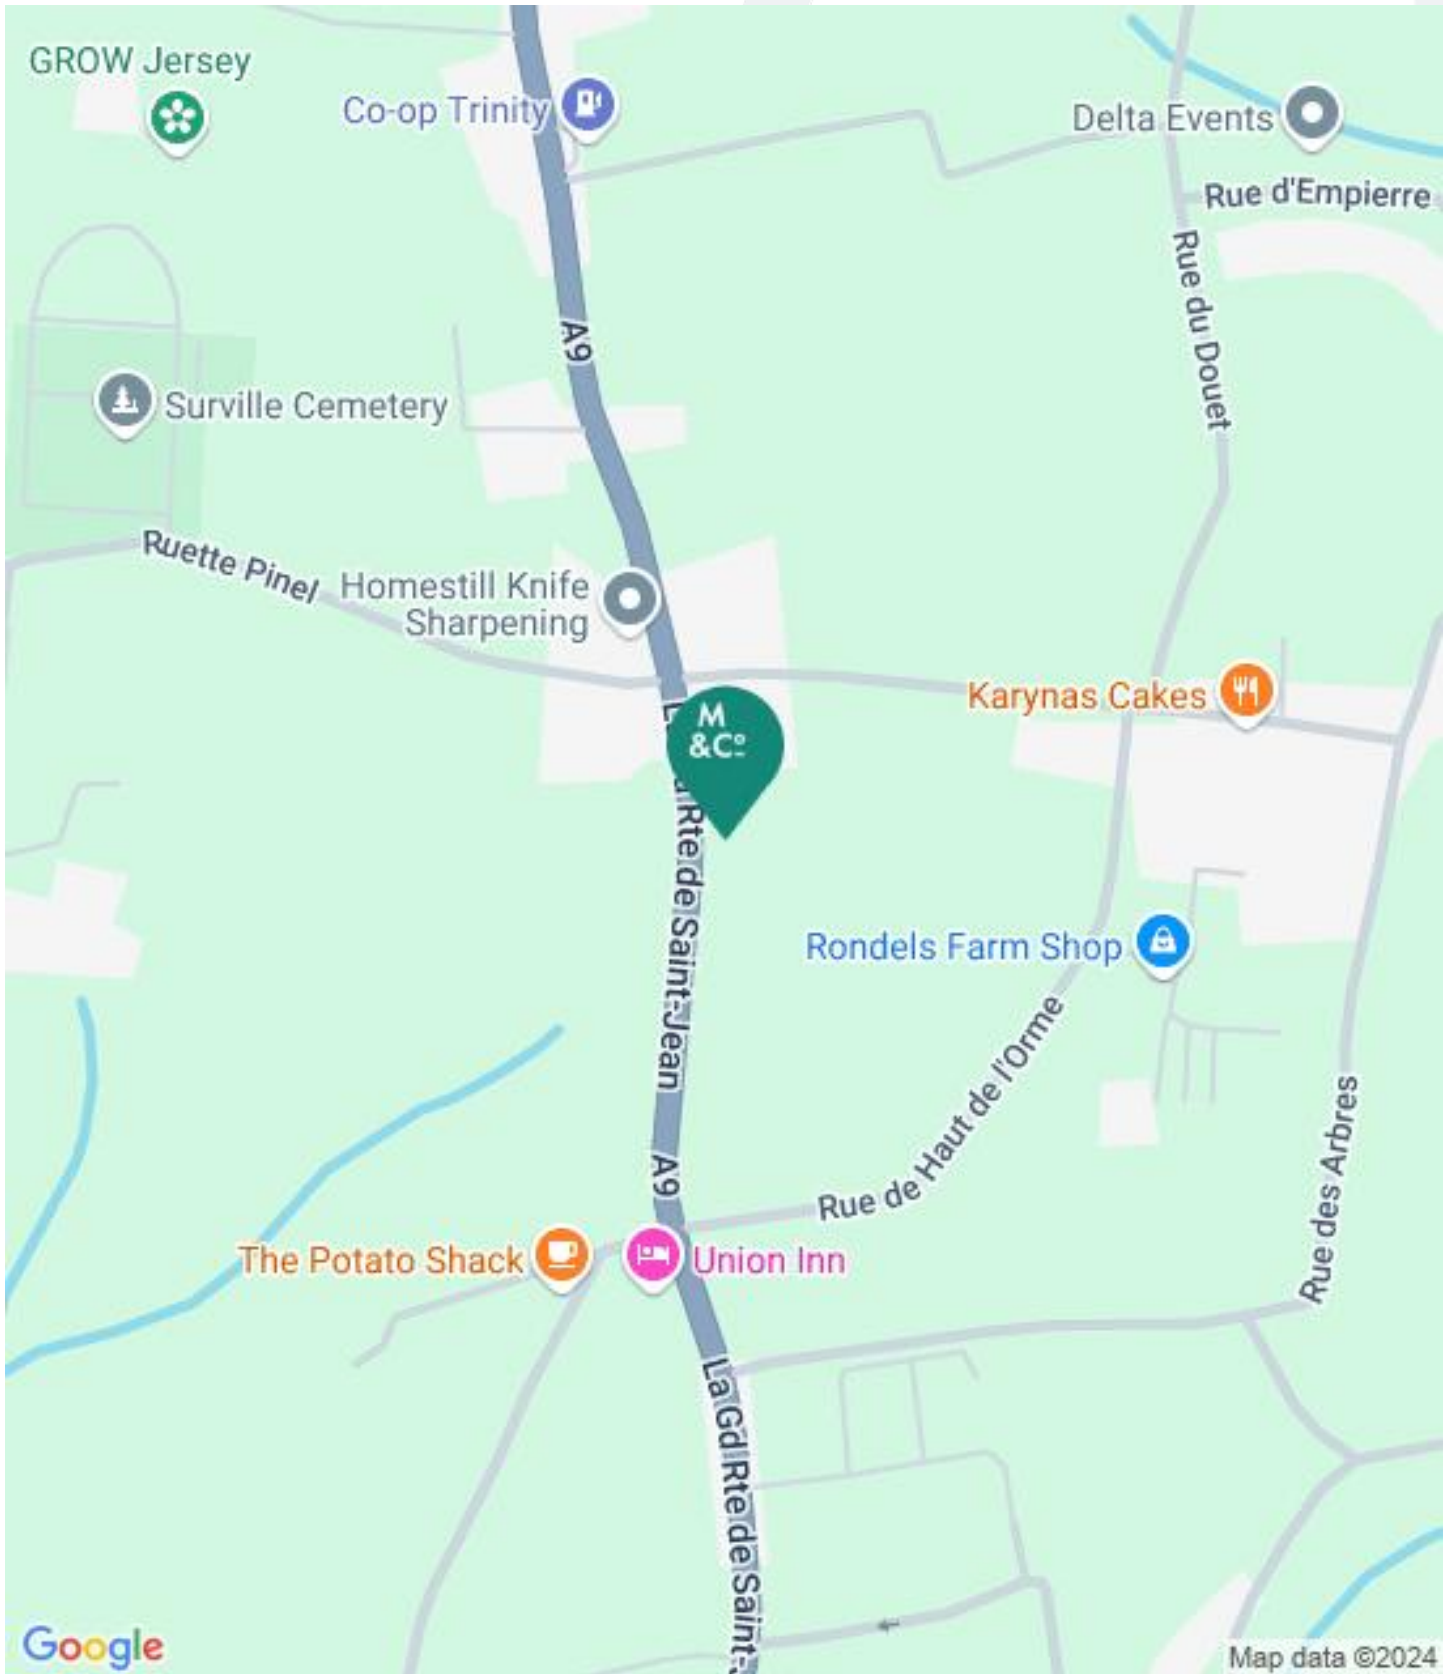 GROW Jersey
Co-op Trinity
Delta Events
Rue d'Empierre
Rue du Douet
A9
Surville Cemetery
Ruette Pinel
Homestill Knife
Sharpening
Karynas Cakes
M
&Cº
Rte de Saint-Jean
Rondels Farm Shop
Rue de Haut de l'Orme
Rue des Arbres
A9
The Potato Shack
Union Inn
La Gd Rte de Saint-
Google
Map data ©2024